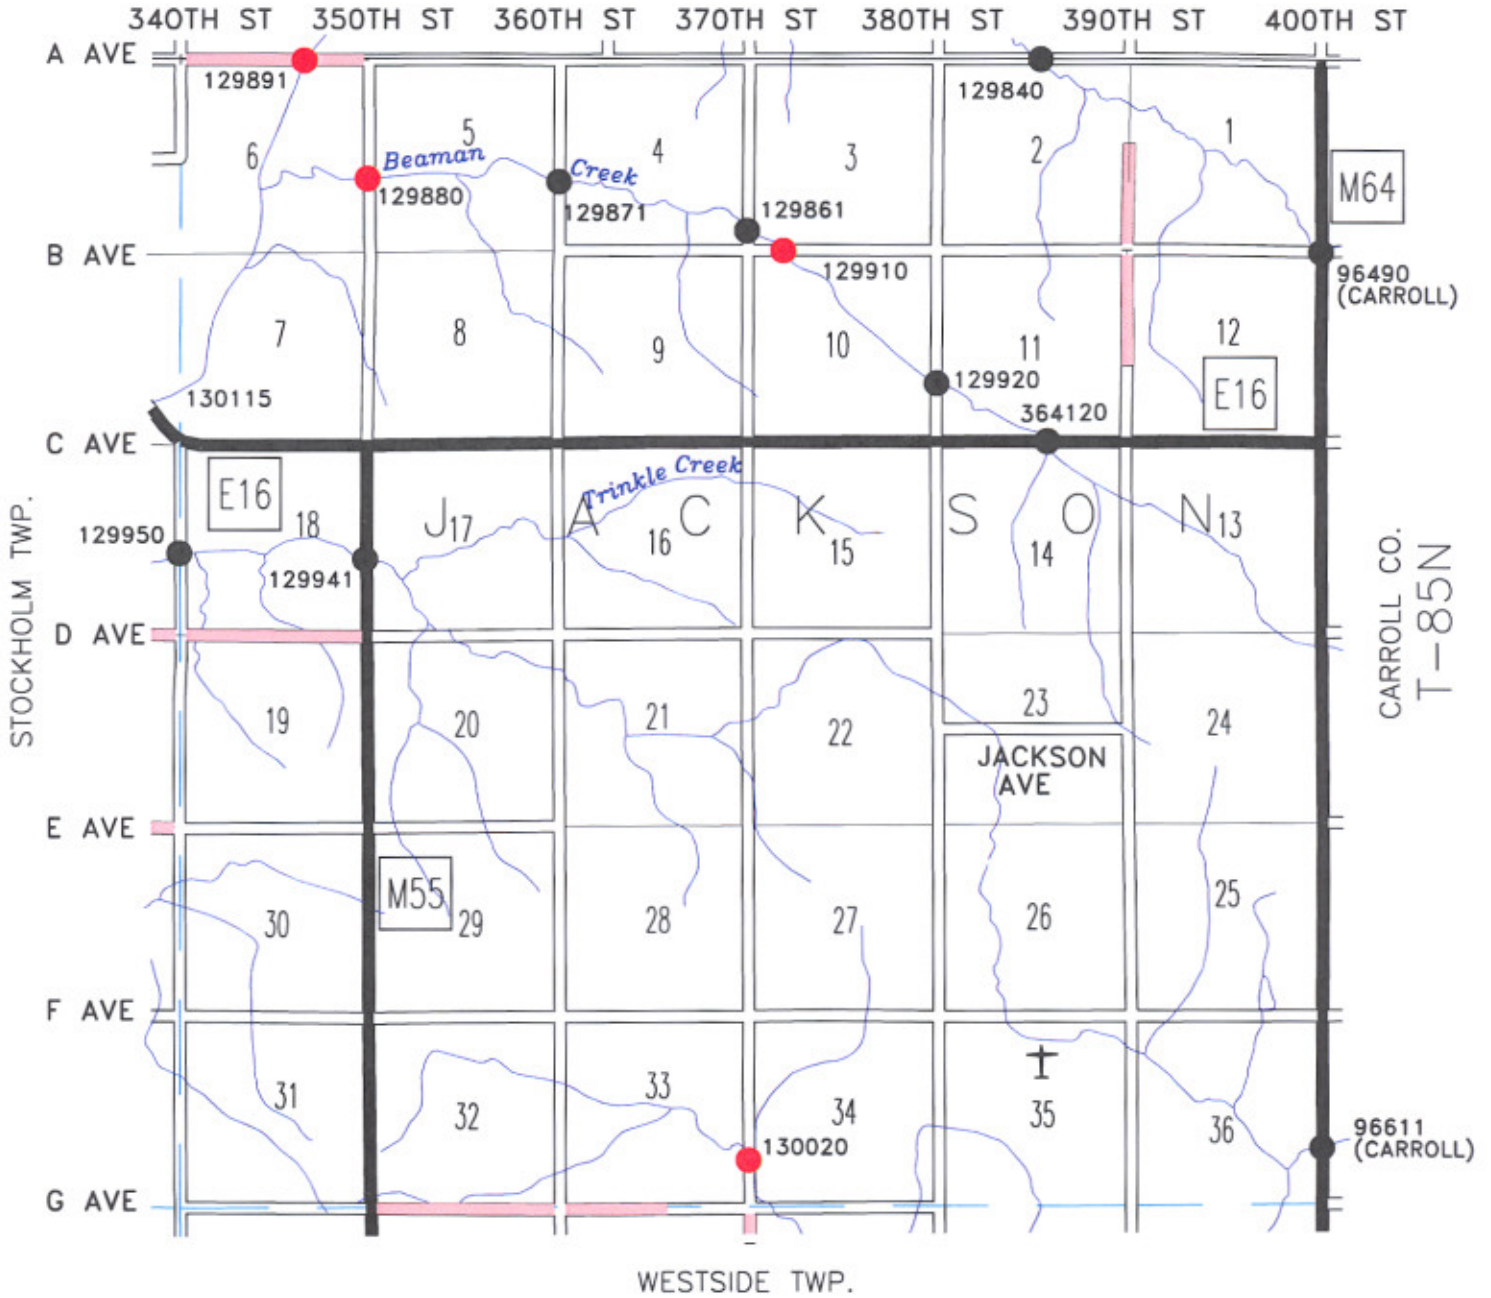 340TH ST 350TH ST 360TH ST 370TH ST 380TH ST 390TH ST 400TH ST
A AVE
129891
129840
5
1
6
4
3
2
Beaman
Creek
M64
129880
129871
129861
B AVE
129910
96490
(CARROLL)
7
8
9
10
11
12
129920
E16
130115
364120
C AVE
Trinkle Creek
E16
STOCKHOLM TWP.
J A C K S O N
18
17
16
15
14
13
129950
129941
CARROLL CO.
T-85N
D AVE
19
20
21
22
23
24
JACKSON
AVE
E AVE
M55
30
29
28
27
26
25
F AVE
31
32
33
34
35
36
96611
(CARROLL)
130020
G AVE
WESTSIDE TWP.